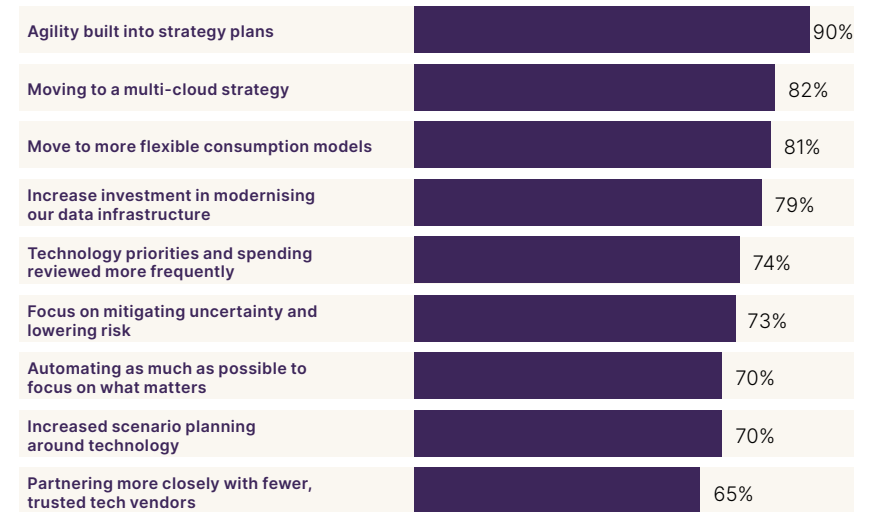 Agility built into strategy plans
90%
Moving to a multi-cloud strategy
82%
Move to more flexible consumption models
81%
Increase investment in modernising
our data infrastructure
79%
Technology priorities and spending
reviewed more frequently
74%
Focus on mitigating uncertainty and
lowering risk
73%
Automating as much as possible to
focus on what matters
70%
Increased scenario planning
around technology
70%
Partnering more closely with fewer,
trusted tech vendors
65%